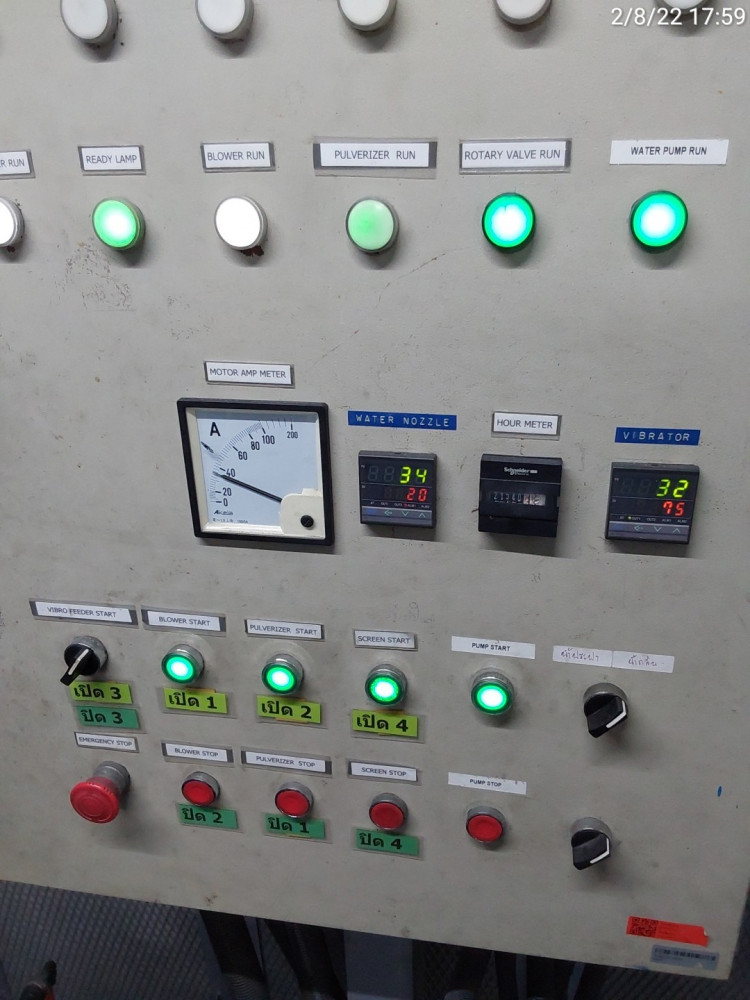 2/8/22 17:59
R RUN
READY LAMP
BLOWER RUN
PULVERIZER RUN
ROTARY VALVE RUN
WATER PUMP RUN
MOTOR AMP METER
A
200
100
80
60
40
20
0
WATER NOZZLE
34
20
HOUR METER
Schneider
VIBRATOR
32
75
VIBRO FEEDER START
BLOWER START
PULVERIZER START
SCREEN START
PUMP START
เปิด 3
เปิด 1
เปิด 2
เปิด 4
ปิด 3
EMERGENCY STOP
BLOWER STOP
PULVERIZER STOP
SCREEN STOP
PUMP STOP
ปิด 2
ปิด 1
ปิด 4